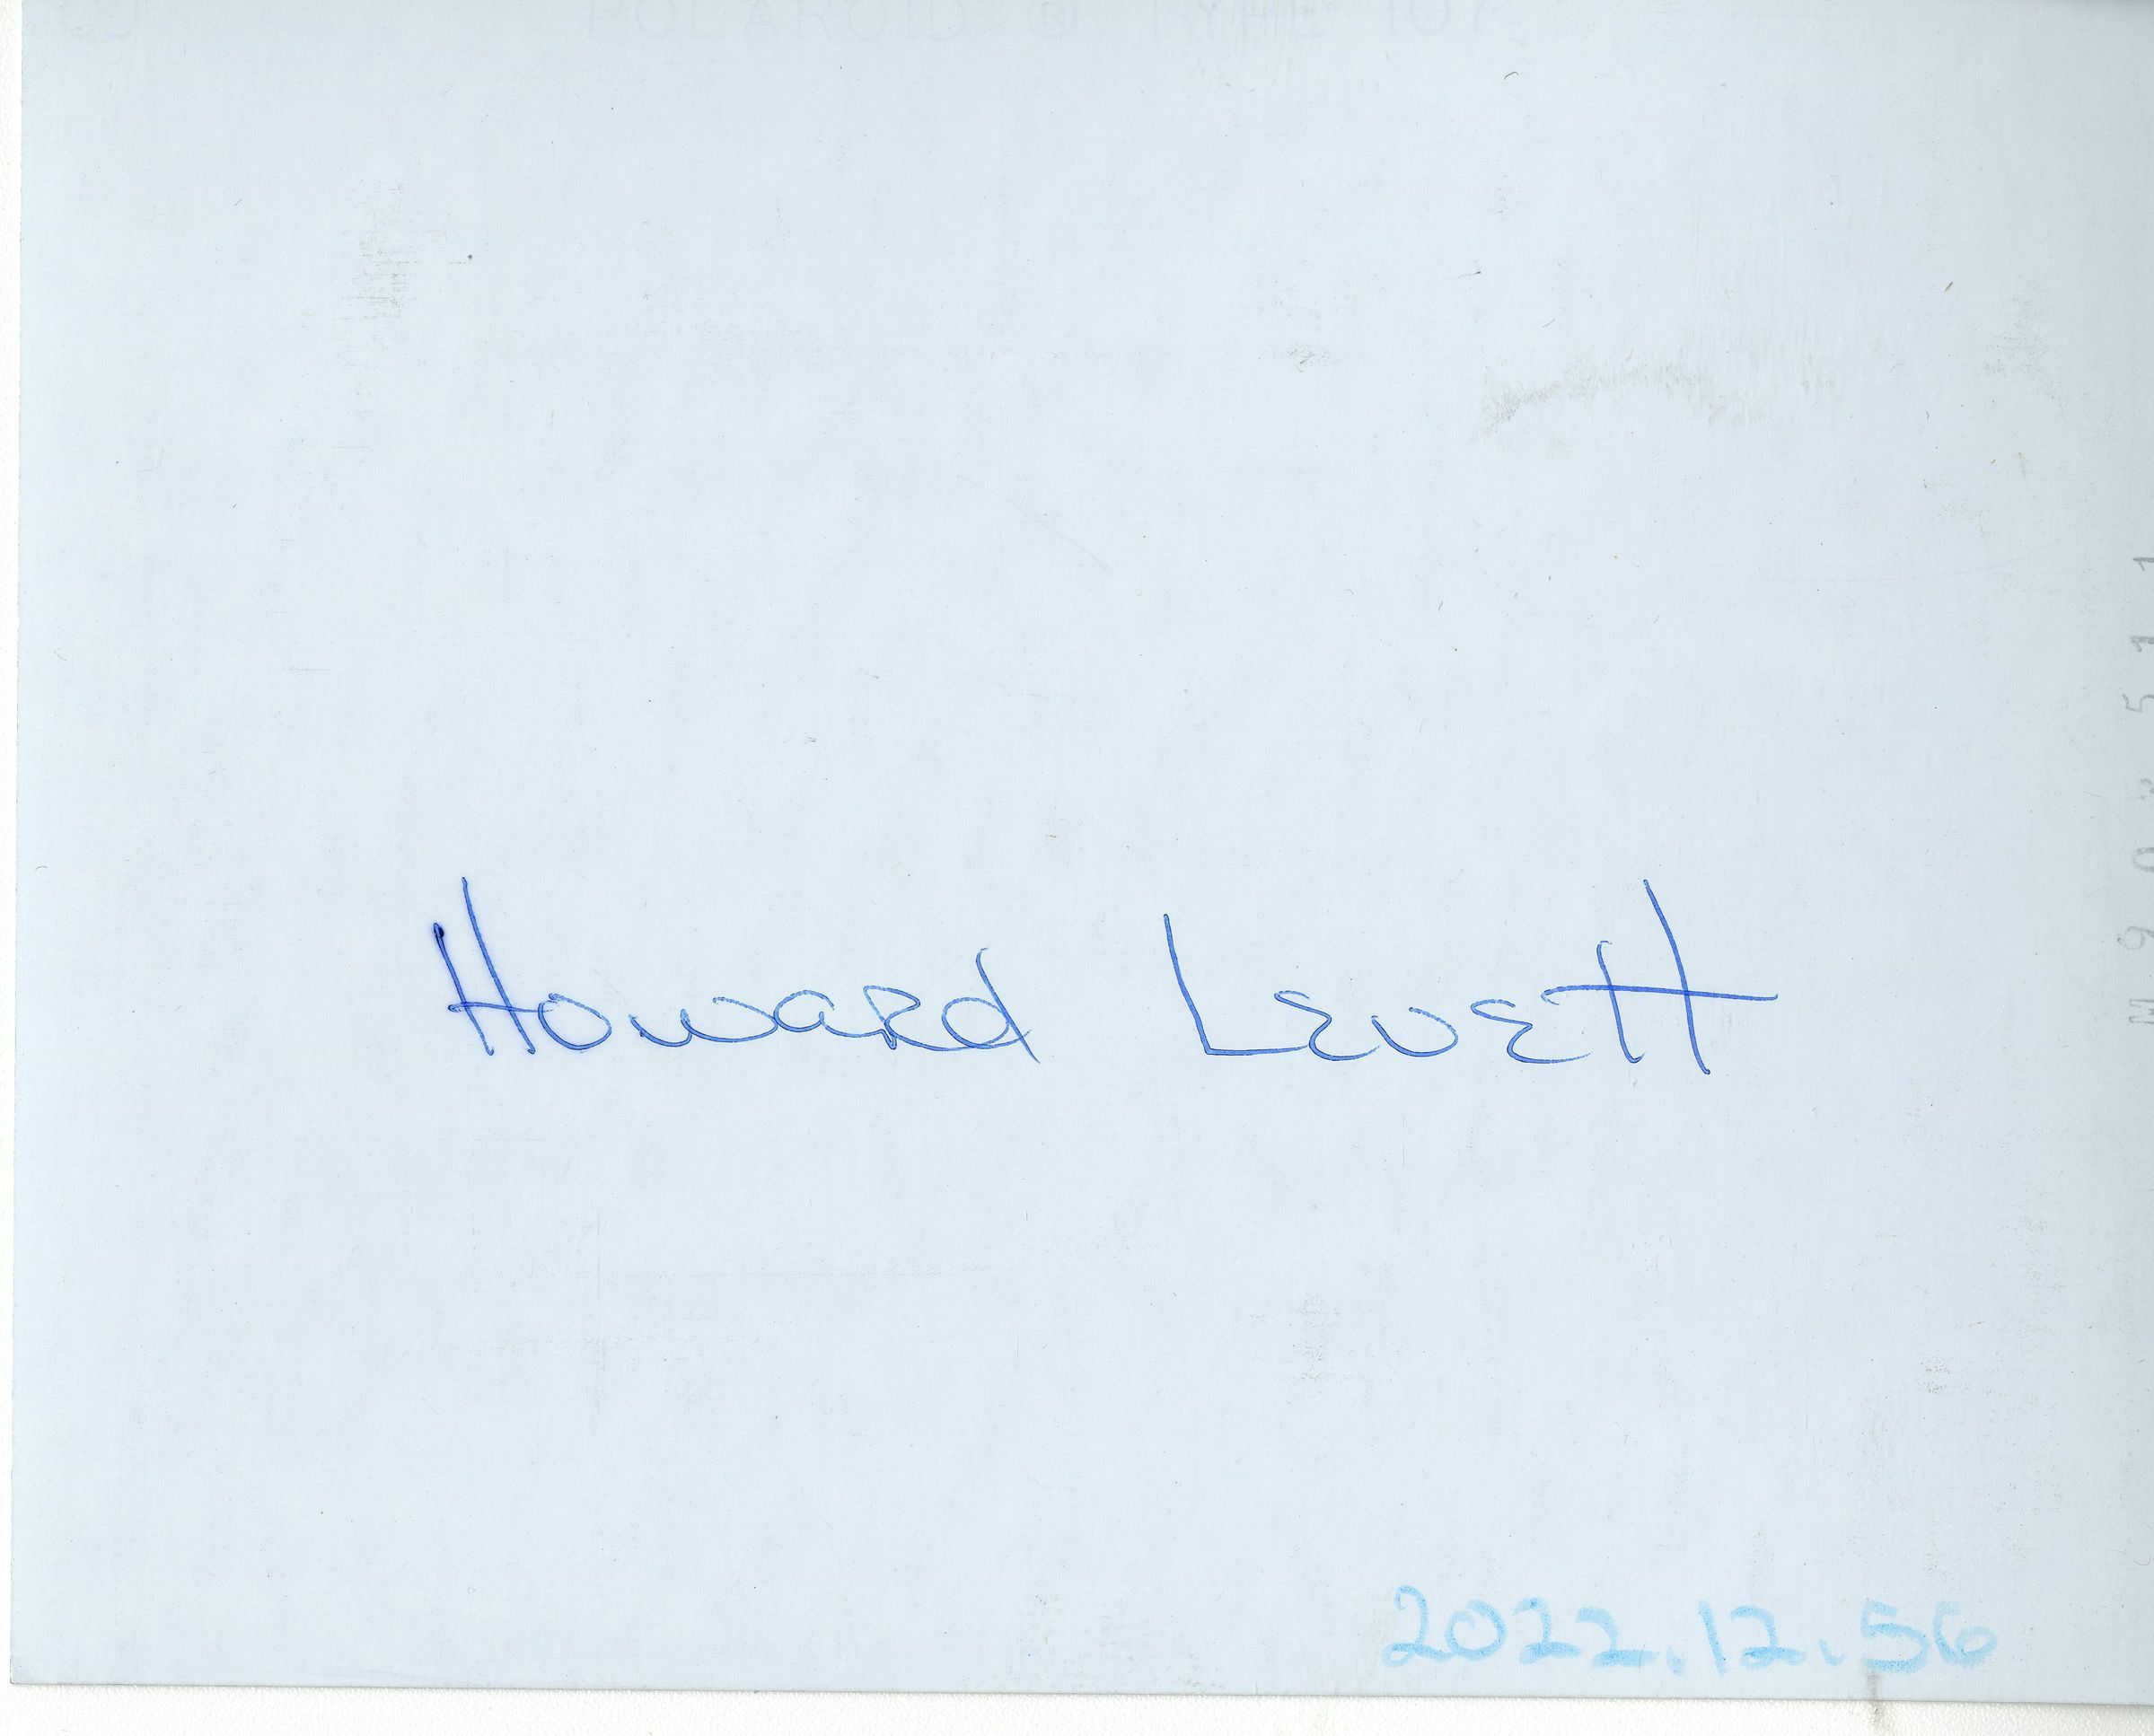 POLAROID ® TYPE 107
Howard Levett
2022.12.56